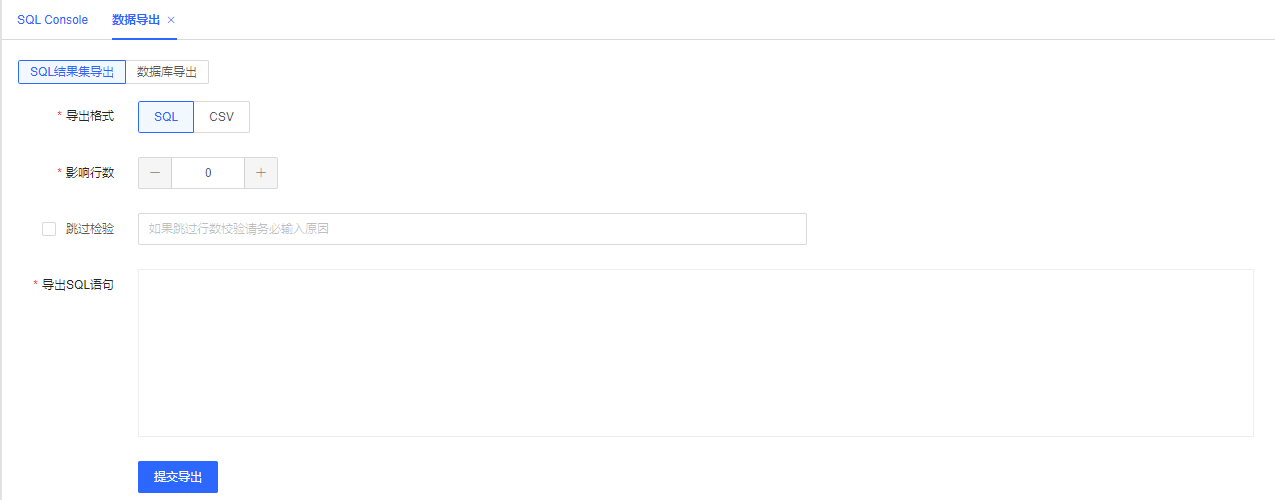 SQL Console 数据导出 ×
SQL结果集导出 数据库导出
* 导出格式 SQL CSV
* 影响行数 − 0 +
跳过检验 如果跳过行数校验请务必输入原因
* 导出SQL语句
提交导出